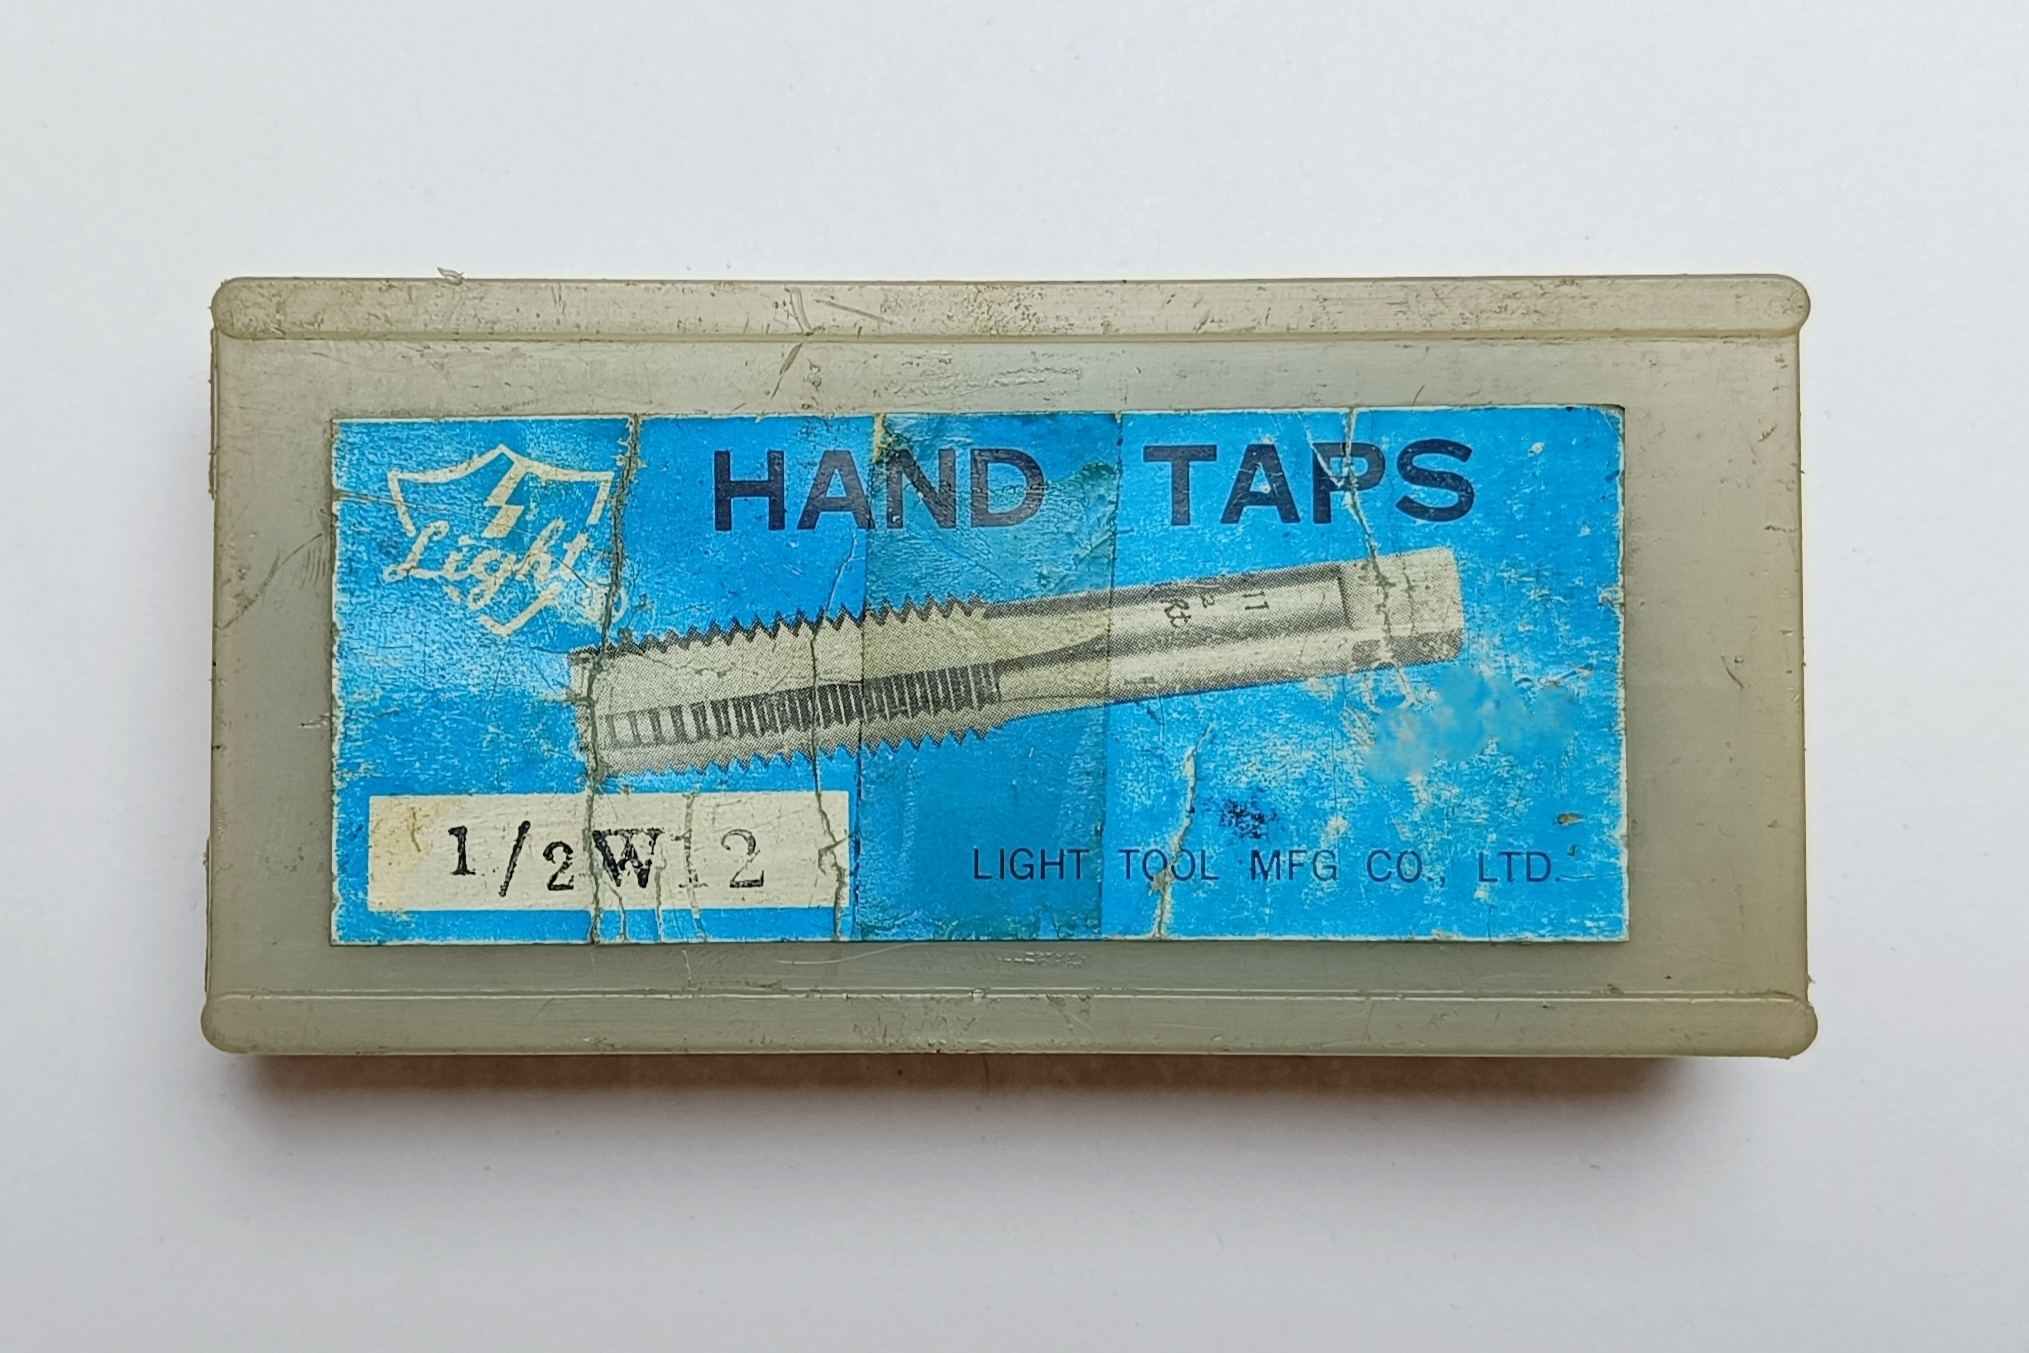 HAND TAPS
Light
1/2W12
LIGHT TOOL MFG CO., LTD.